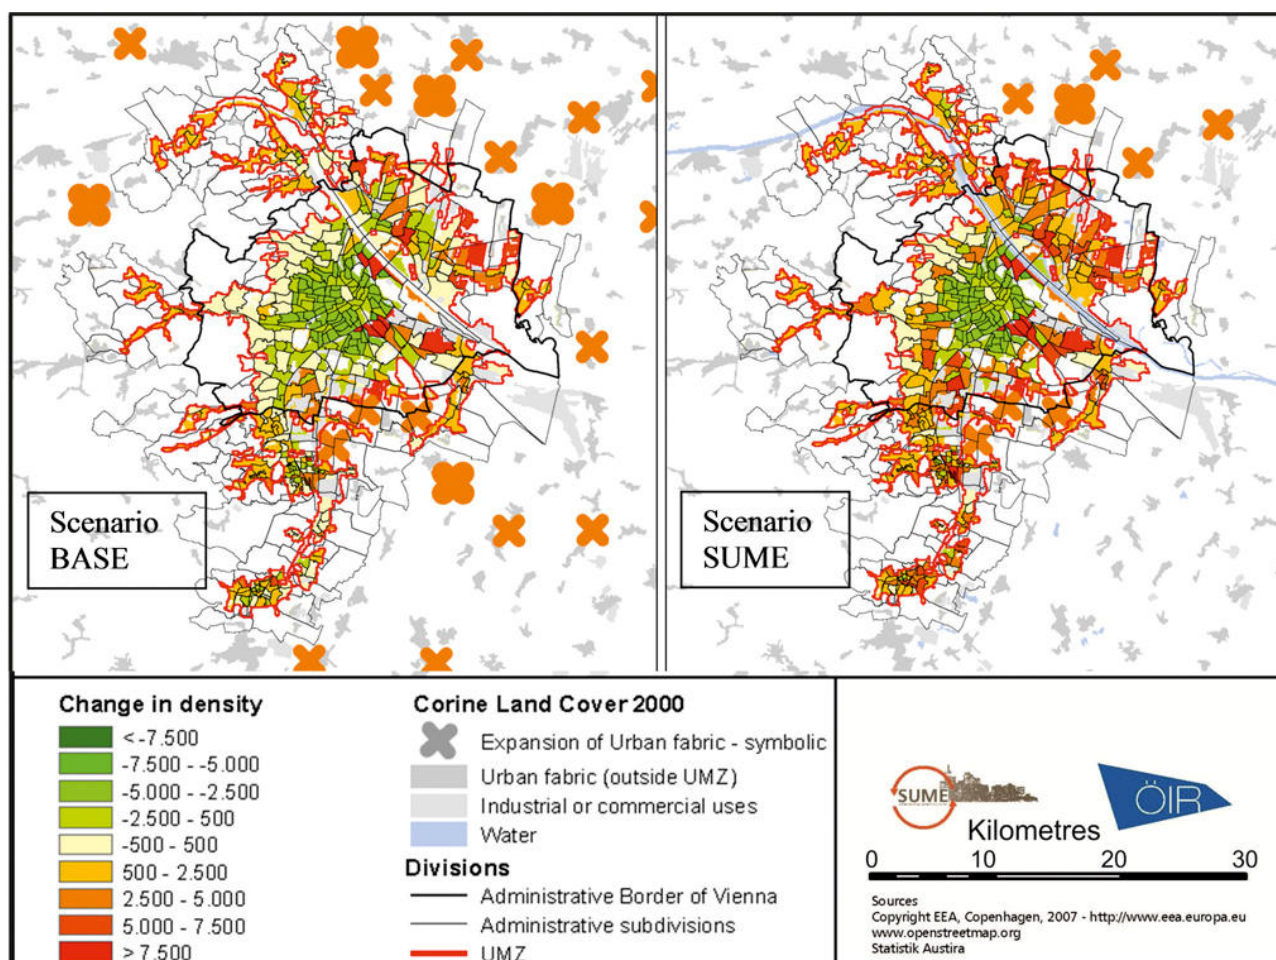 Scenario
BASE
Scenario
SUME
Change in density
< -7.500
-7.500 - -5.000
-5.000 - -2.500
-2.500 - 500
-500 - 500
500 - 2.500
2.500 - 5.000
5.000 - 7.500
> 7.500
Corine Land Cover 2000
Expansion of Urban fabric - symbolic
Urban fabric (outside UMZ)
Industrial or commercial uses
Water
Divisions
Administrative Border of Vienna
Administrative subdivisions
UMZ
SUME
ÖIR
Kilometres
0 10 20 30
Sources
Copyright EEA, Copenhagen, 2007 - http://www.eea.europa.eu
www.openstreetmap.org
Statistik Austira